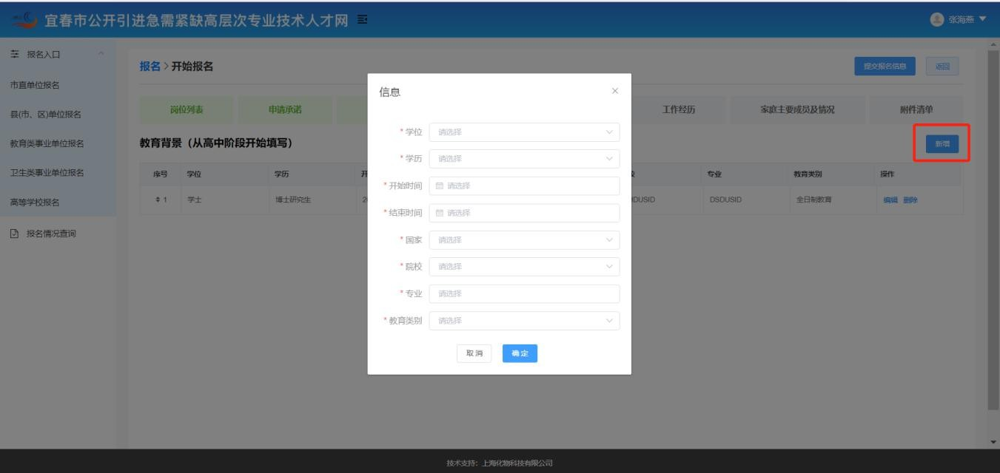 宜春市公开引进急需紧缺高层次专业技术人才网
张海燕
报名入口
市直单位报名
县(市、区)单位报名
教育类事业单位报名
卫生类事业单位报名
高等学校报名
报名情况查询
报名 > 开始报名
提交报名信息 返回
岗位列表 申请承诺 工作经历 家庭主要成员及情况 附件清单
教育背景（从高中阶段开始填写）
新增
序号 学位 学历 开 专业 教育类别 操作
1 学士 博士研究生 20 IDUSID DSDUSID 全日制教育 编辑 删除
信息
* 学位 请选择
* 学历 请选择
* 开始时间 请选择
* 结束时间 请选择
* 国家 请选择
* 院校 请选择
* 专业 请选择
* 教育类别 请选择
取消 确定
技术支持：上海化物科技有限公司